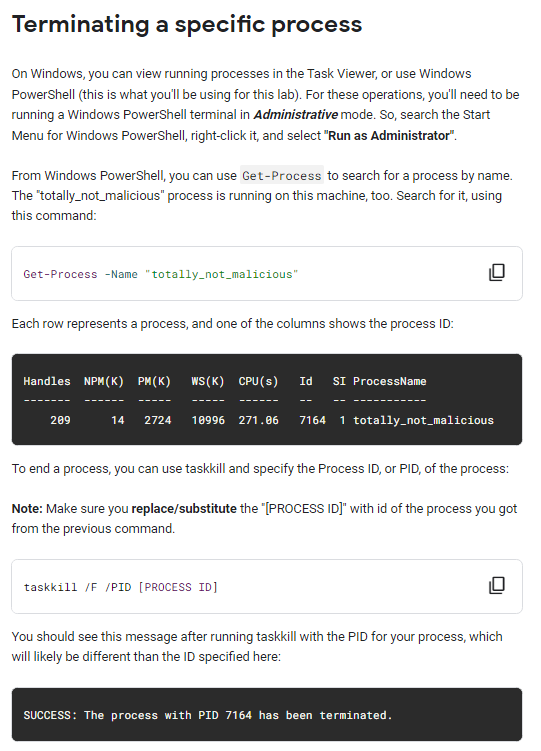 Terminating a specific process
On Windows, you can view running processes in the Task Viewer, or use Windows
PowerShell (this is what you'll be using for this lab). For these operations, you'll need to be
running a Windows PowerShell terminal in Administrative mode. So, search the Start
Menu for Windows PowerShell, right-click it, and select "Run as Administrator".
From Windows PowerShell, you can use Get-Process to search for a process by name.
The "totally_not_malicious" process is running on this machine, too. Search for it, using
this command:
Get-Process -Name "totally_not_malicious"
Each row represents a process, and one of the columns shows the process ID:
Handles NPM(K) PM(K) WS(K) CPU(s) Id SI ProcessName
------- ------ ----- ----- ------ -- -- -----------
209 14 2724 10996 271.06 7164 1 totally_not_malicious
To end a process, you can use taskkill and specify the Process ID, or PID, of the process:
Note: Make sure you replace/substitute the "[PROCESS ID]" with id of the process you got
from the previous command.
taskkill /F /PID [PROCESS ID]
You should see this message after running taskkill with the PID for your process, which
will likely be different than the ID specified here:
SUCCESS: The process with PID 7164 has been terminated.